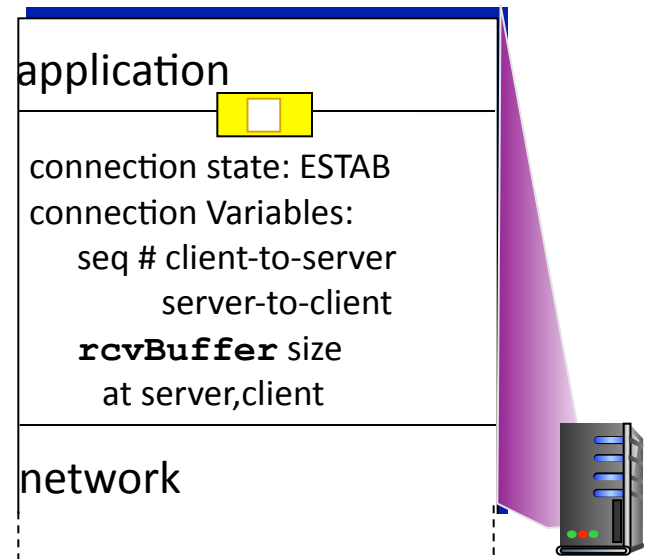 application
connection state: ESTAB
connection Variables:
seq # client-to-server
server-to-client
rcvBuffer size
at server,client
network